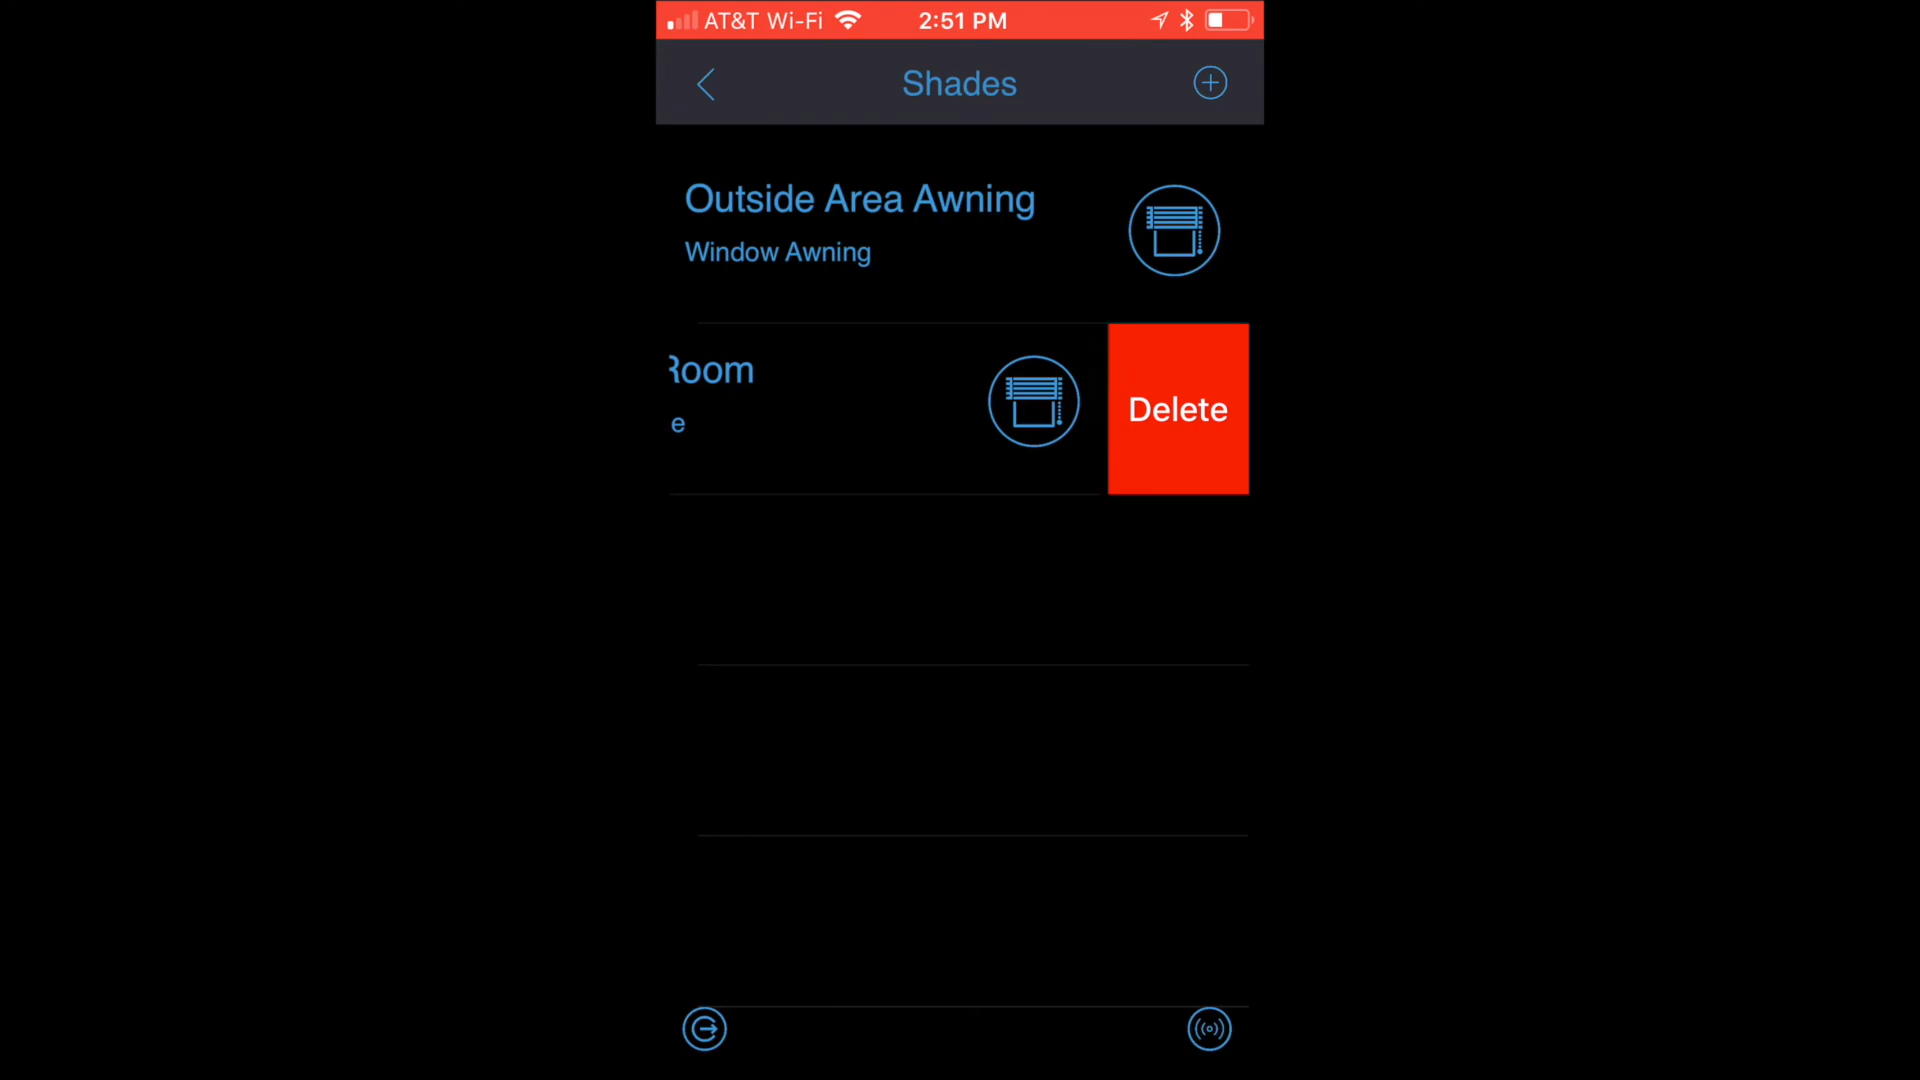 AT&T Wi-Fi 2:51 PM
Shades
Outside Area Awning
Window Awning
Room
e
Delete